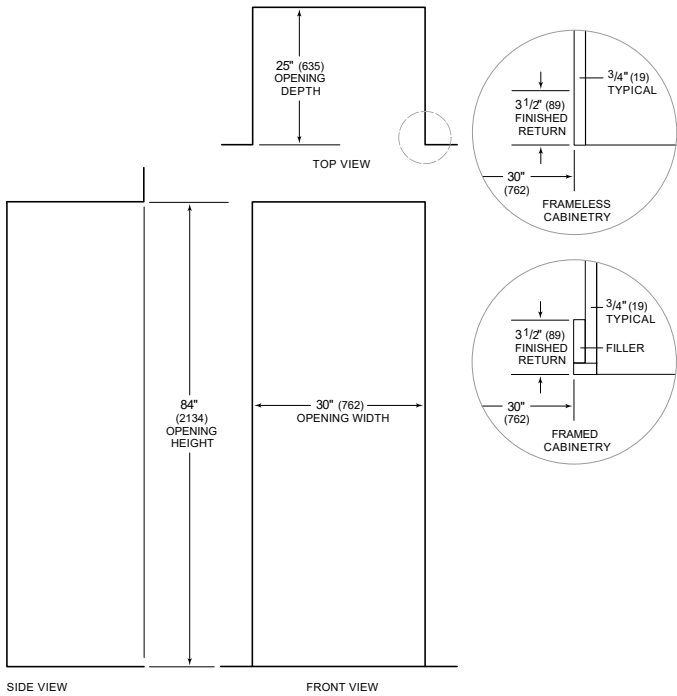 25" (635)
OPENING
DEPTH
TOP VIEW
3/4" (19)
TYPICAL
3 1/2" (89)
FINISHED
RETURN
30"
(762)
FRAMELESS
CABINETRY
3/4" (19)
TYPICAL
3 1/2" (89)
FINISHED
RETURN
FILLER
30"
(762)
FRAMED
CABINETRY
84"
(2134)
OPENING
HEIGHT
30" (762)
OPENING WIDTH
SIDE VIEW
FRONT VIEW